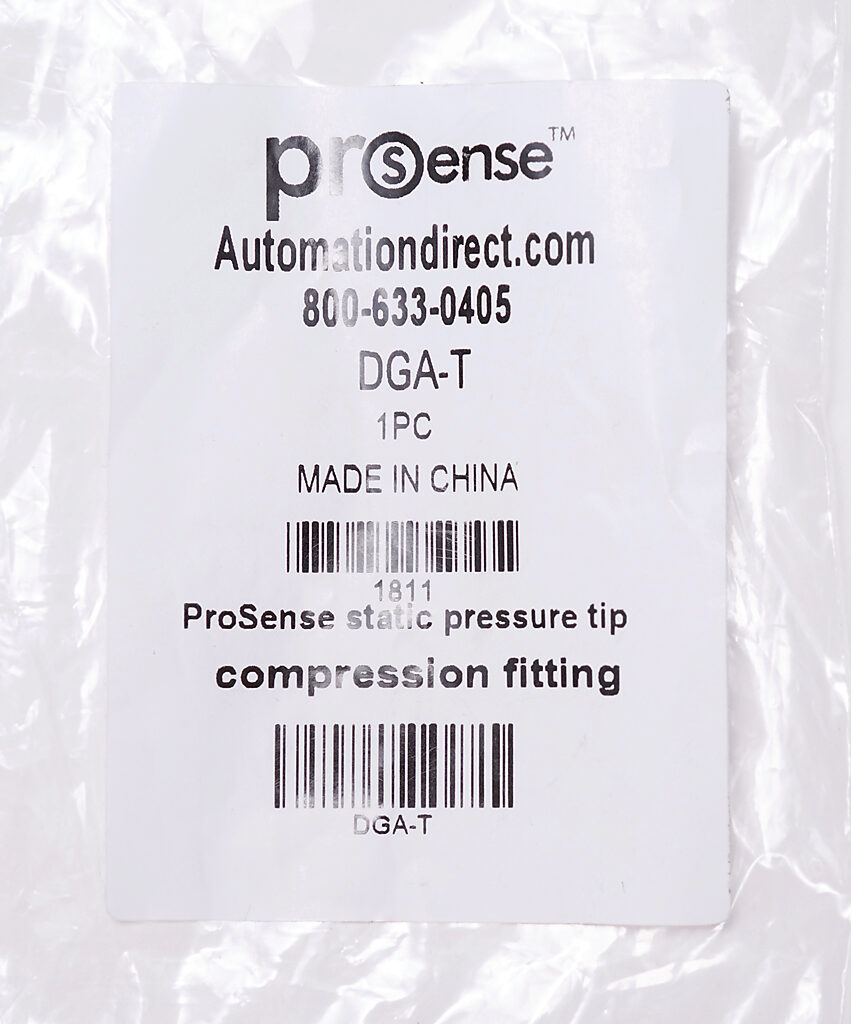 prosense™
Automationdirect.com
800-633-0405
DGA-T
1PC
MADE IN CHINA
1811
ProSense static pressure tip
compression fitting
DGA-T